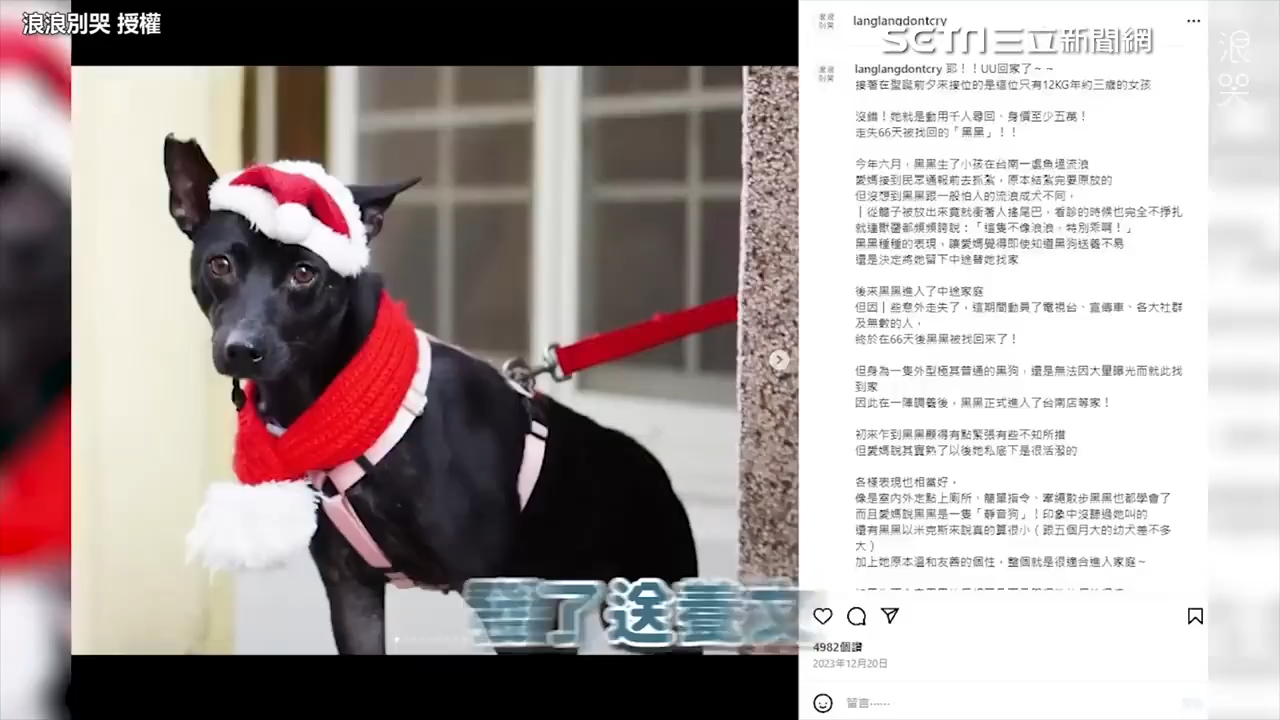 浪浪別哭 授權
浪浪別哭
langlangdontcry
SETN三立新聞網
浪
哭
浪浪別哭
langlangdontcry 耶！！UU回家了~ ~
接著在聖誕前夕來接位的是這位只有12KG年約三歲的女孩
沒錯！她就是動用千人尋回、身價至少五萬！
走失66天被找回的「黑黑」！！
今年六月，黑黑生了小孩在台南一處魚塭流浪
愛媽接到民眾通報前去抓紮，原本結紮完要原放的
但沒想到黑黑跟一般怕人的流浪成犬不同，
一從籠子被放出來竟就衝著人搖尾巴，看診的時候也完全不掙扎
就連獸醫都頻頻誇說：「這隻不像浪浪，特別乖啊！」
黑黑種種的表現，讓愛媽覺得即使知道黑狗送養不易
還是決定將她留下中途替她找家
後來黑黑進入了中途家庭
但因一些意外走失了，這期間動員了電視台、宣傳車、各大社群
及無數的人，
終於在66天後黑黑被找回來了！
但身為一隻外型極其普通的黑狗，還是無法因大量曝光而就此找
到家
因此在一陣調養後，黑黑正式進入了台南店等家！
初來乍到黑黑顯得有點緊張有些不知所措
但愛媽說其實熟了以後她私底下是很活潑的
各樣表現也相當好，
像是室內外定點上廁所、簡單指令、牽繩散步黑黑也都學會了
而且愛媽說黑黑是一隻「靜音狗」！印象中沒聽過她叫的
還有黑黑以米克斯來說真的算很小（跟五個月大的幼犬差不多
大）
加上她原本溫和友善的個性，整個就是很適合進入家庭~
了送養文
4982個讚
2023年12月20日
留言......